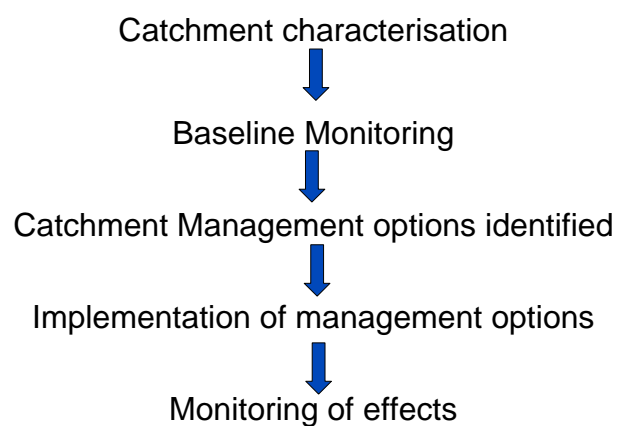 Catchment characterisation
Baseline Monitoring
Catchment Management options identified
Implementation of management options
Monitoring of effects